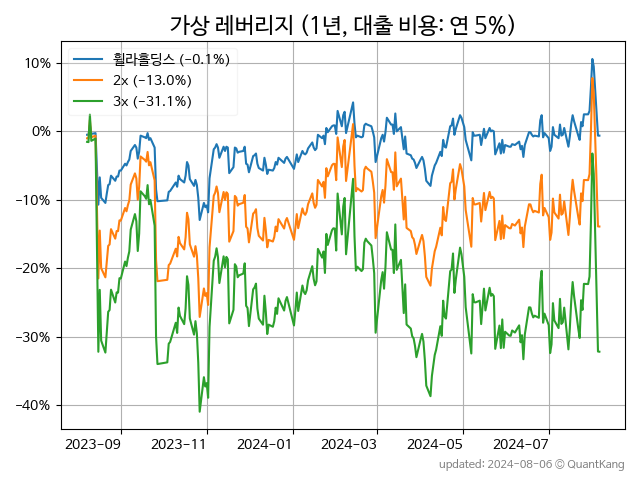 가상 레버리지 (1년, 대출 비용: 연 5%)
휠라홀딩스 (−0.1%)
2x (−13.0%)
3x (−31.1%)
10%
0%
−10%
−20%
−30%
−40%
2023-09
2023-11
2024-01
2024-03
2024-05
2024-07
updated: 2024-08-06 © QuantKang